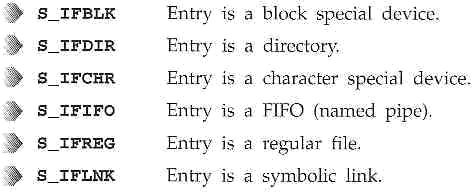 S_IFBLK Entry is a block special device.
S_IFDIR Entry is a directory.
S_IFCHR Entry is a character special device.
S_IFIFO Entry is a FIFO (named pipe).
S_IFREG Entry is a regular file.
S_IFLNK Entry is a symbolic link.